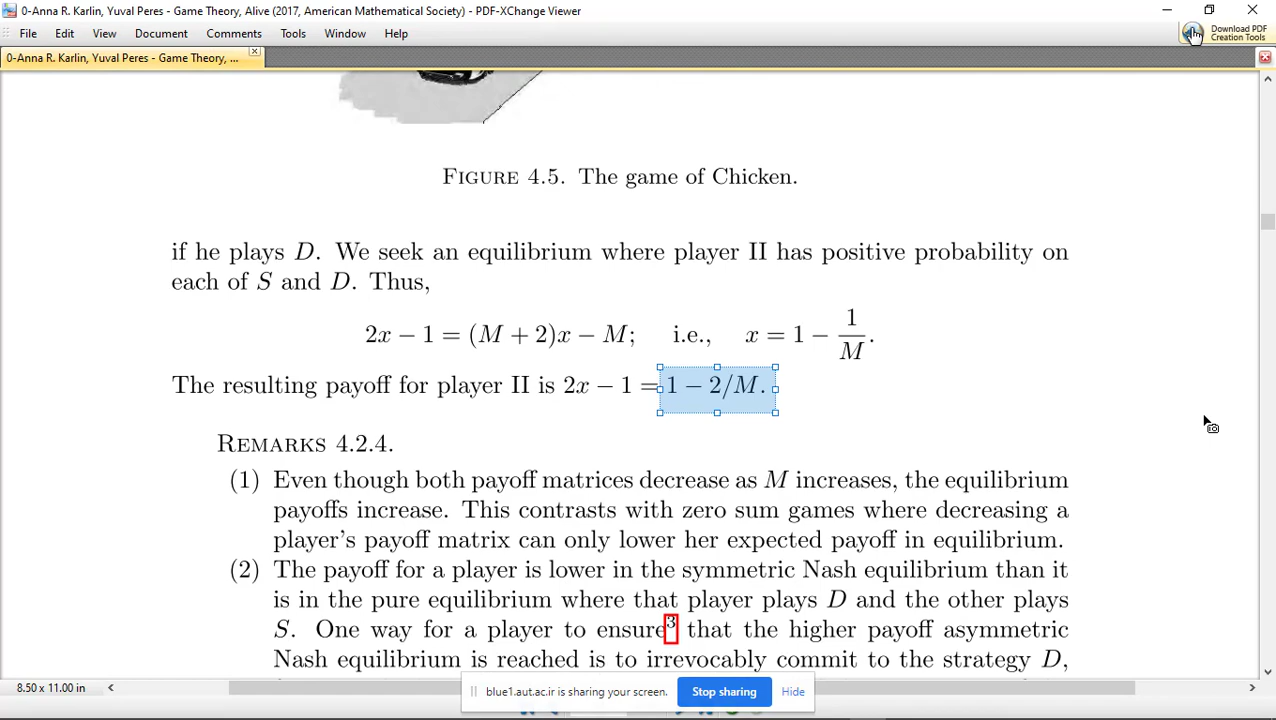 0-Anna R. Karlin, Yuval Peres - Game Theory, Alive (2017, American Mathematical Society) - PDF-XChange Viewer
File Edit View Document Comments Tools Window Help
Download PDF
Creation Tools
0-Anna R. Karlin, Yuval Peres - Game Theory, ...
Figure 4.5. The game of Chicken.
if he plays D. We seek an equilibrium where player II has positive probability on
each of S and D. Thus,
2x − 1 = (M + 2)x − M; i.e., x = 1 − 1/M.
The resulting payoff for player II is 2x − 1 = 1 − 2/M.
Remarks 4.2.4.
(1) Even though both payoff matrices decrease as M increases, the equilibrium
payoffs increase. This contrasts with zero sum games where decreasing a
player's payoff matrix can only lower her expected payoff in equilibrium.
(2) The payoff for a player is lower in the symmetric Nash equilibrium than it
is in the pure equilibrium where that player plays D and the other plays
S. One way for a player to ensure³ that the higher payoff asymmetric
Nash equilibrium is reached is to irrevocably commit to the strategy D,
8.50 x 11.00 in
blue1.aut.ac.ir is sharing your screen. Stop sharing Hide